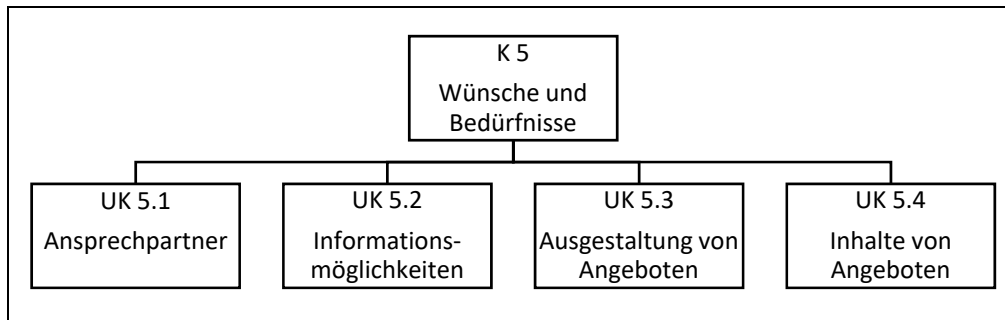 K 5
Wünsche und
Bedürfnisse
UK 5.1
Ansprechpartner
UK 5.2
Informations-
möglichkeiten
UK 5.3
Ausgestaltung von
Angeboten
UK 5.4
Inhalte von
Angeboten